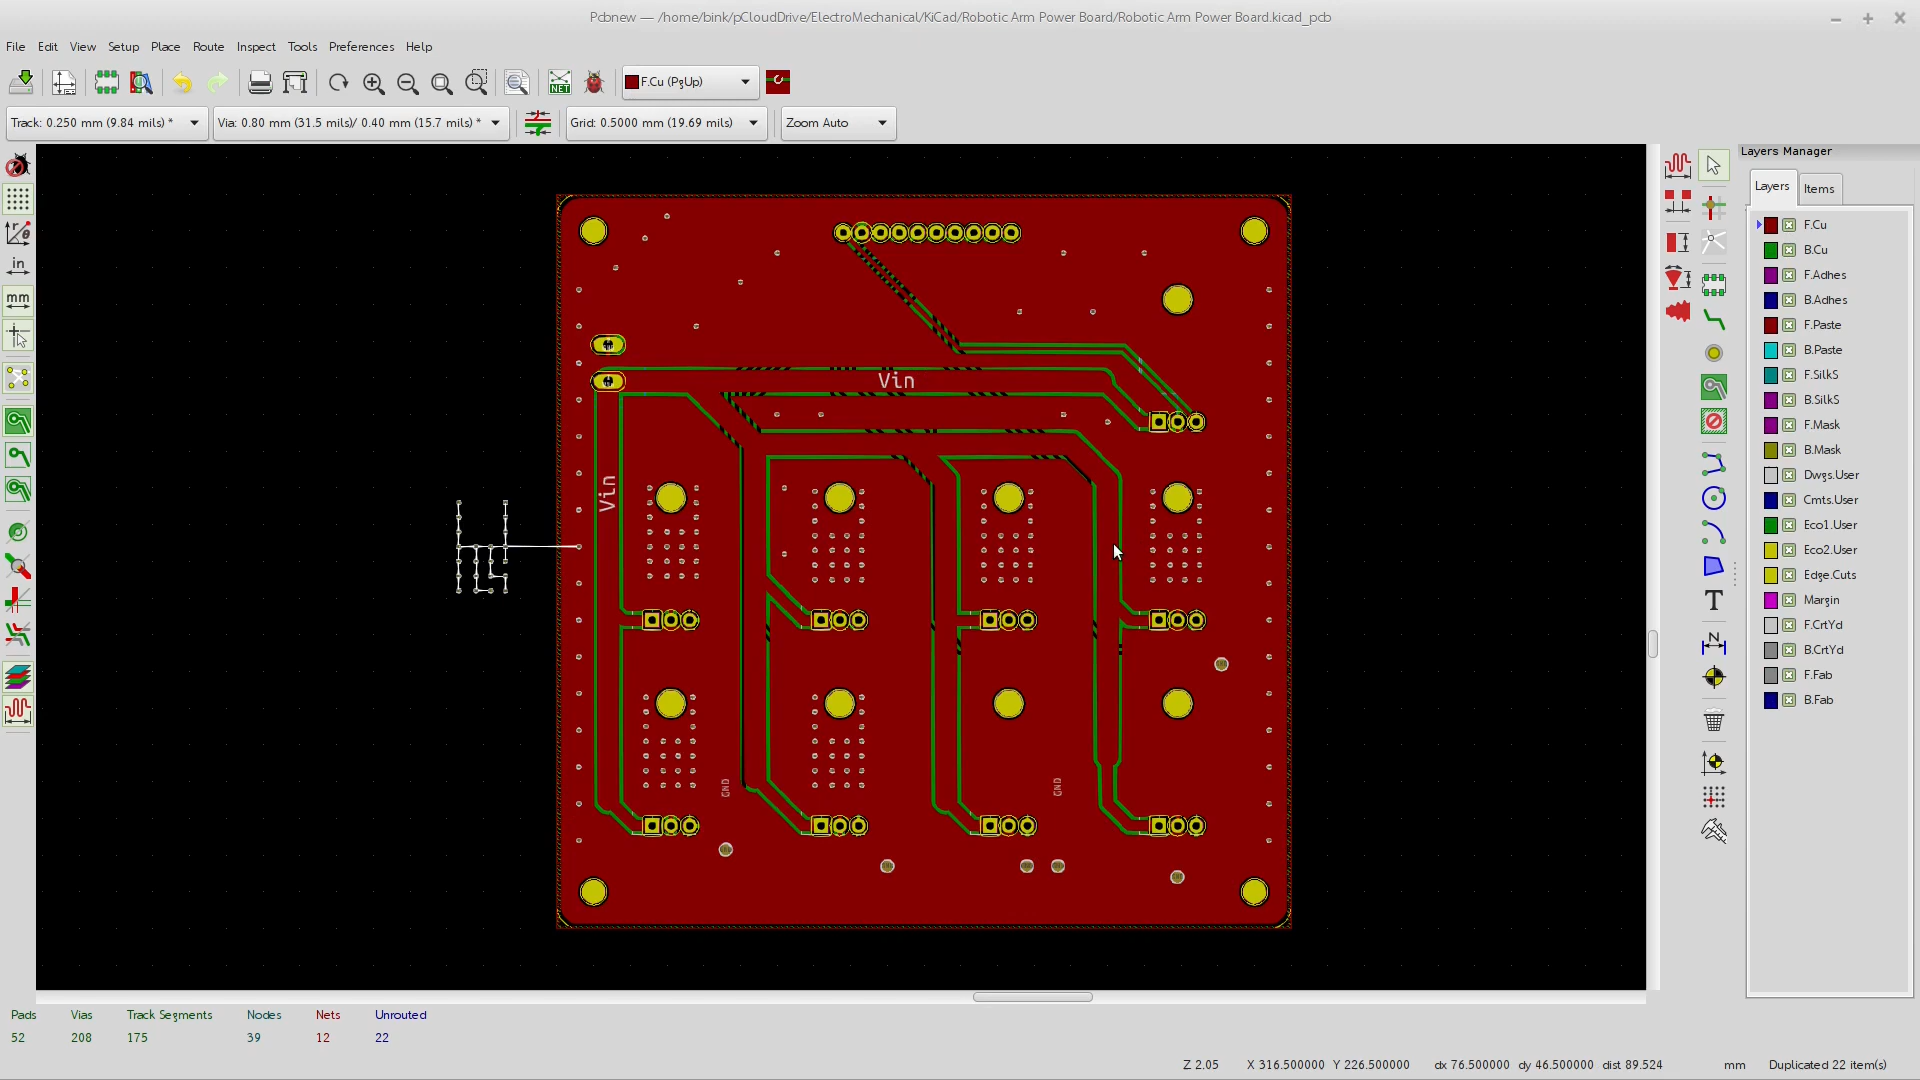 Pcbnew — /home/bink/pCloudDrive/ElectroMechanical/KiCad/Robotic Arm Power Board/Robotic Arm Power Board.kicad_pcb
File Edit View Setup Place Route Inspect Tools Preferences Help
NET
F.Cu (PgUp)
Track: 0.250 mm (9.84 mils) *
Via: 0.80 mm (31.5 mil)/ 0.40 mm (15.7 mils) *
Grid: 0.5000 mm (19.69 mils)
Zoom Auto
in
mm
Vin
Vin
GND
GND
T
N
Layers Manager
Layers
Items
F.Cu
B.Cu
F.Adhes
B.Adhes
F.Paste
B.Paste
F.SilkS
B.SilkS
F.Mask
B.Mask
Dwgs.User
Cmts.User
Eco1.User
Eco2.User
Edge.Cuts
Margin
F.CrtYd
B.CrtYd
F.Fab
B.Fab
Pads Vias Track Segments Nodes Nets Unrouted
52 208 175 39 12 22
Z 2.05 X 316.500000 Y 226.500000 dx 76.500000 dy 46.500000 dist 89.524 mm Duplicated 22 item(s)